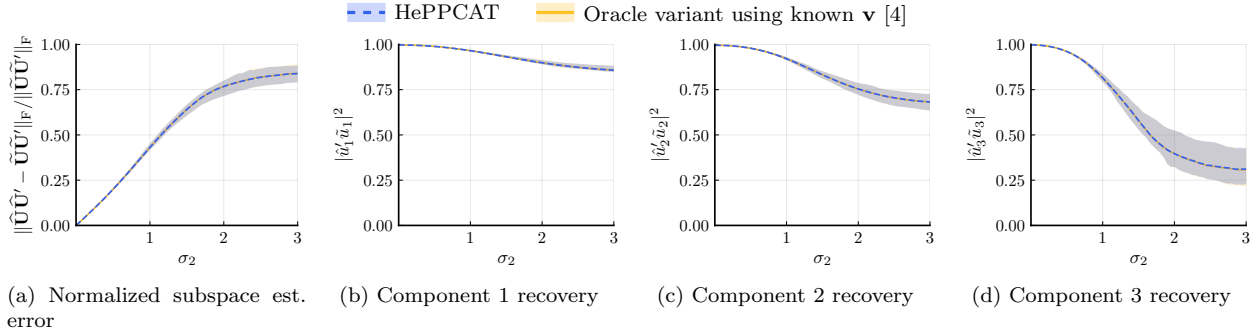 HePPCAT Oracle variant using known v [4]
‖ÛÛ′ − ŨŨ′‖F/‖ŨŨ′‖F
1.00
0.75
0.50
0.25
0.00
1 2 3
σ2
(a) Normalized subspace est.
error
|û′1ũ1|²
1.00
0.75
0.50
0.25
0.00
1 2 3
σ2
(b) Component 1 recovery
|û′2ũ2|²
1.00
0.75
0.50
0.25
0.00
1 2 3
σ2
(c) Component 2 recovery
|û′3ũ3|²
1.00
0.75
0.50
0.25
0.00
1 2 3
σ2
(d) Component 3 recovery